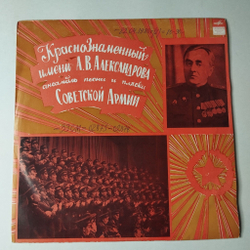 Краснознаменный
имени А.В. Александрова
ансамбль песни и пляски
Советской Армии